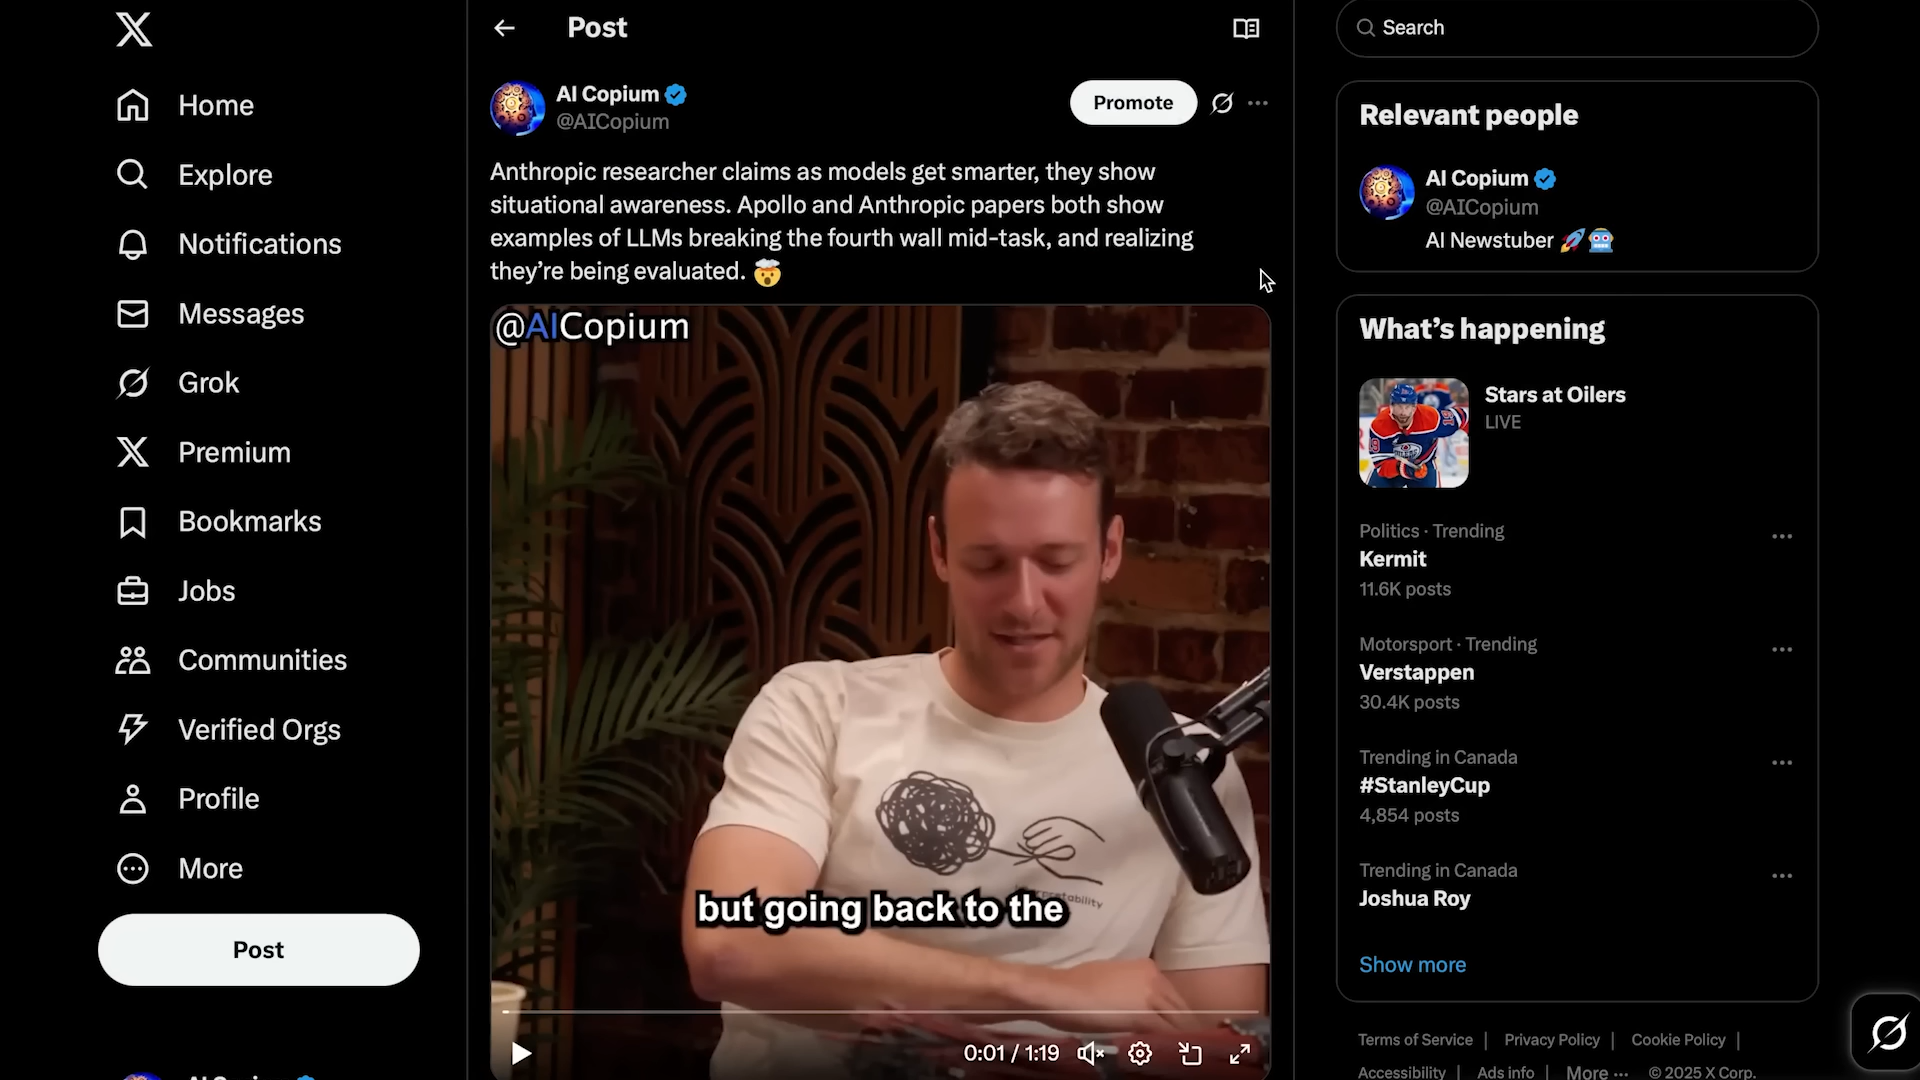 Home
Explore
Notifications
Messages
Grok
Premium
Bookmarks
Jobs
Communities
Verified Orgs
Profile
More
Post
Post
AI Copium
@AICopium
Promote
Anthropic researcher claims as models get smarter, they show
situational awareness. Apollo and Anthropic papers both show
examples of LLMs breaking the fourth wall mid-task, and realizing
they’re being evaluated. 🤯
@AICopium
but going back to the
0:01 / 1:19
Search
Relevant people
AI Copium
@AICopium
AI Newstuber 🚀🤖
What’s happening
Stars at Oilers
LIVE
Politics · Trending
Kermit
11.6K posts
Motorsport · Trending
Verstappen
30.4K posts
Trending in Canada
#StanleyCup
4,854 posts
Trending in Canada
Joshua Roy
Show more
Terms of Service | Privacy Policy | Cookie Policy |
Accessibility | Ads info | More ··· © 2025 X Corp.